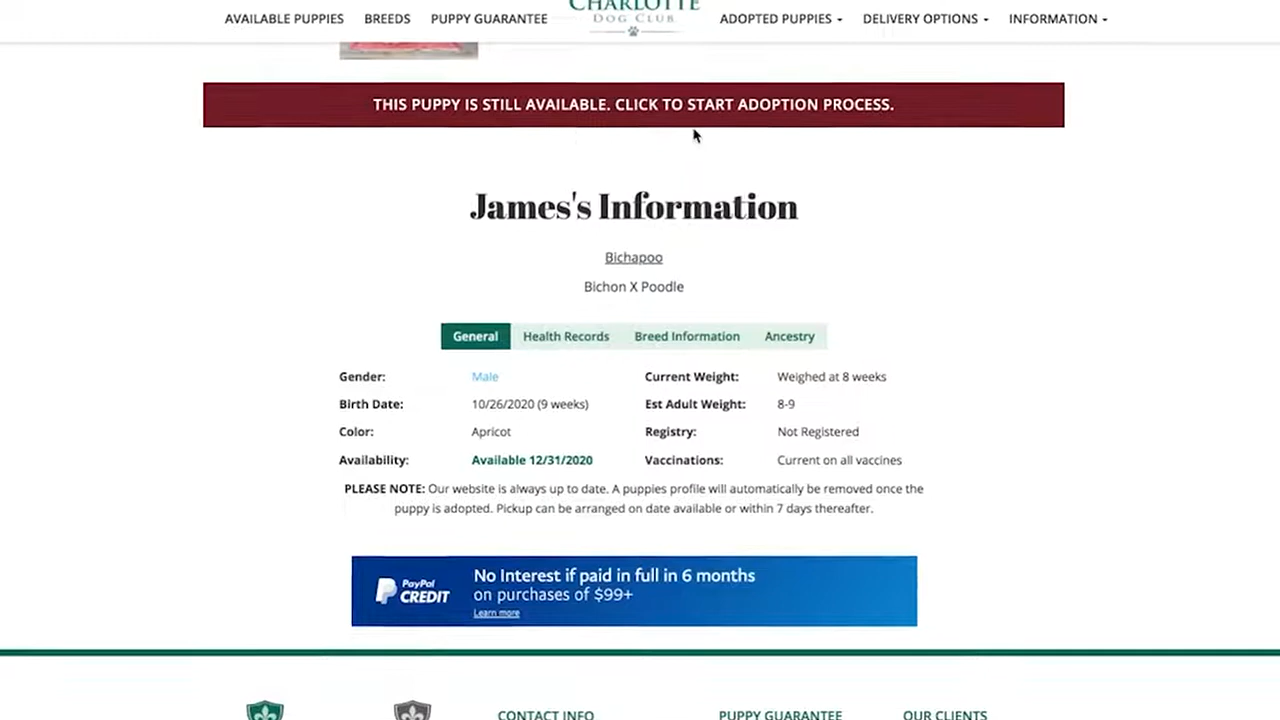 AVAILABLE PUPPIES BREEDS PUPPY GUARANTEE CHARLOTTE DOG CLUB ADOPTED PUPPIES DELIVERY OPTIONS INFORMATION
THIS PUPPY IS STILL AVAILABLE. CLICK TO START ADOPTION PROCESS.
James's Information
Bichapoo
Bichon X Poodle
General Health Records Breed Information Ancestry
Gender: Male Current Weight: Weighed at 8 weeks
Birth Date: 10/26/2020 (9 weeks) Est Adult Weight: 8-9
Color: Apricot Registry: Not Registered
Availability: Available 12/31/2020 Vaccinations: Current on all vaccines
PLEASE NOTE: Our website is always up to date. A puppies profile will automatically be removed once the
puppy is adopted. Pickup can be arranged on date available or within 7 days thereafter.
PayPal CREDIT
No Interest if paid in full in 6 months
on purchases of $99+
Learn more
CONTACT INFO PUPPY GUARANTEE OUR CLIENTS